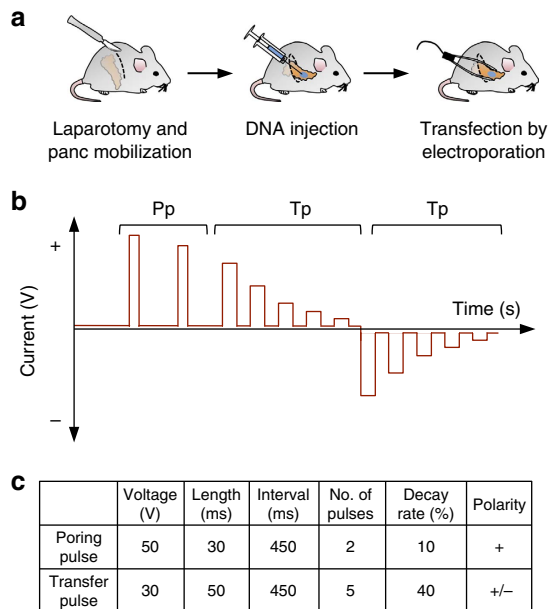 a
Laparotomy and
panc mobilization
DNA injection
Transfection by
electroporation
b
Pp
Tp
Tp
+
Time (s)
Current (V)
–
c
Voltage (V) Length (ms) Interval (ms) No. of pulses Decay rate (%) Polarity
Poring pulse 50 30 450 2 10 +
Transfer pulse 30 50 450 5 40 +/–